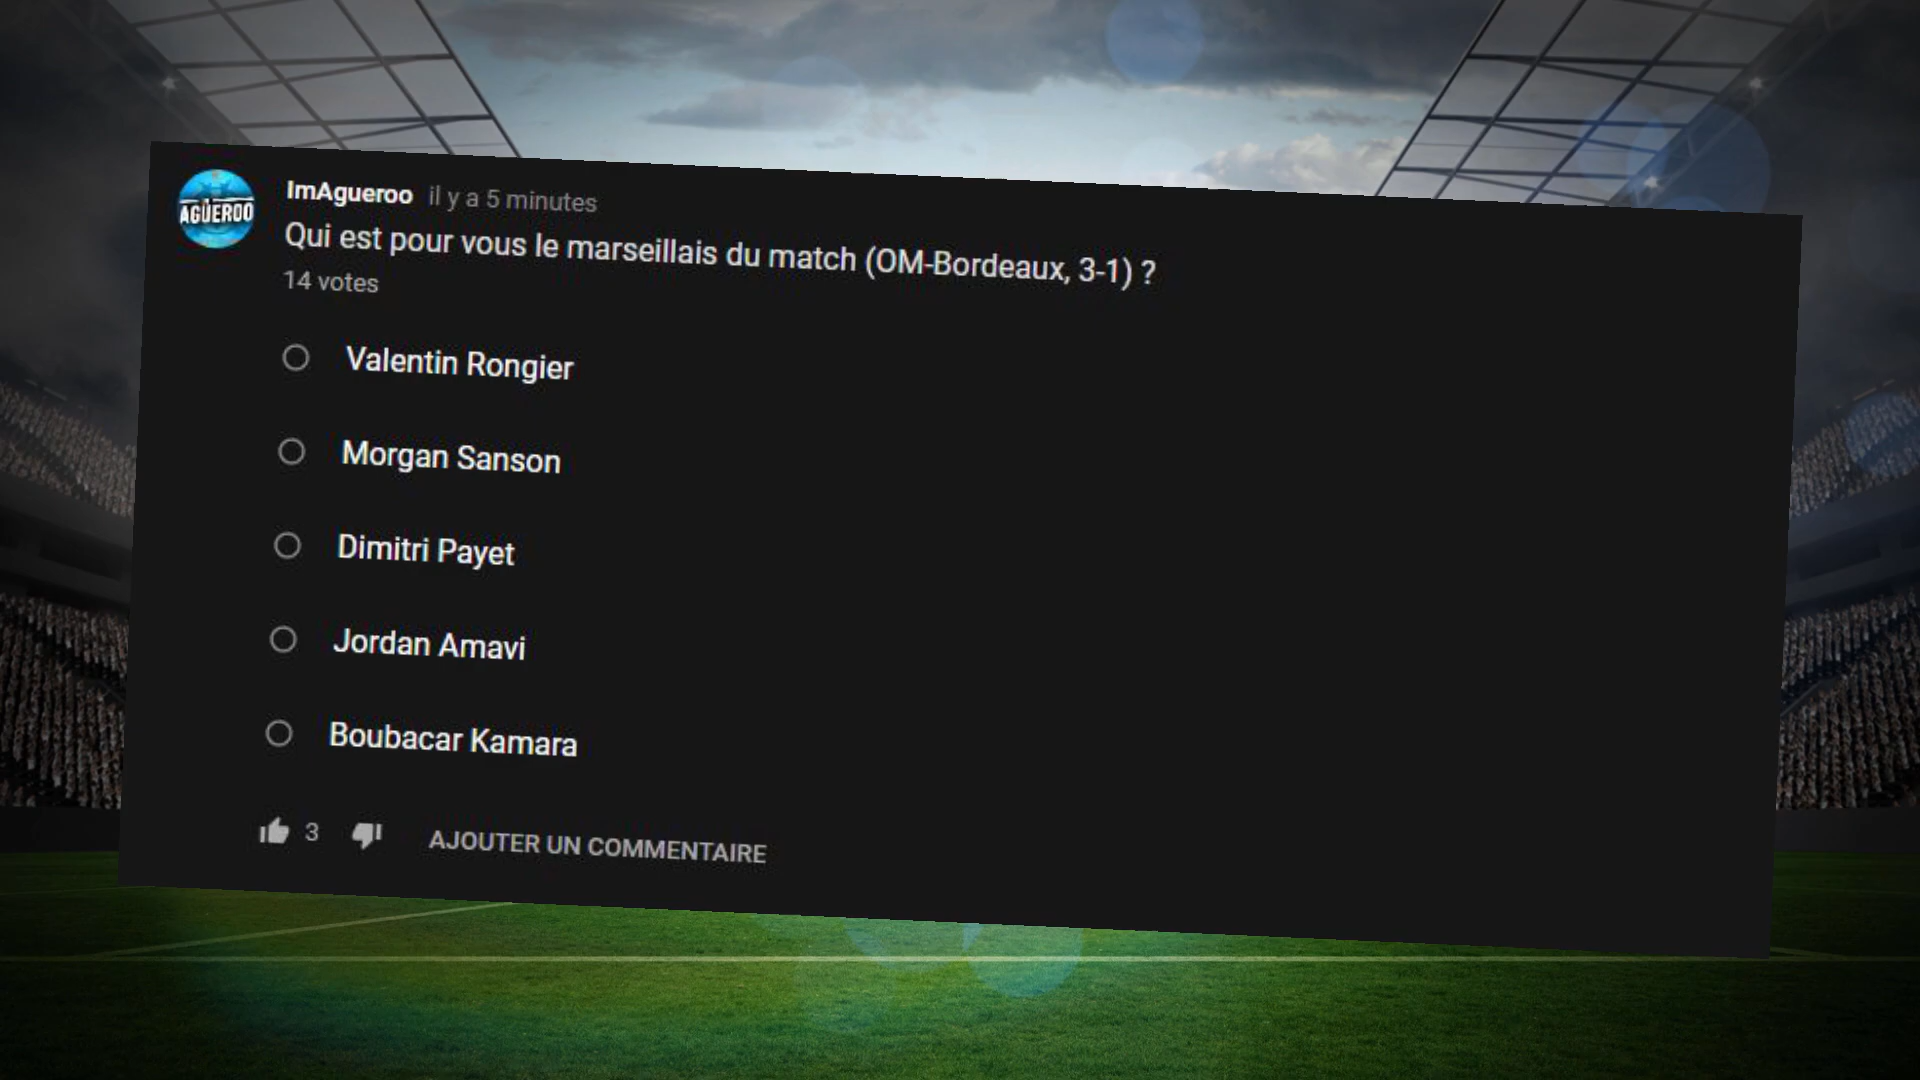 AGUEROO
ImAgueroo il y a 5 minutes
Qui est pour vous le marseillais du match (OM-Bordeaux, 3-1) ?
14 votes
Valentin Rongier
Morgan Sanson
Dimitri Payet
Jordan Amavi
Boubacar Kamara
3 AJOUTER UN COMMENTAIRE